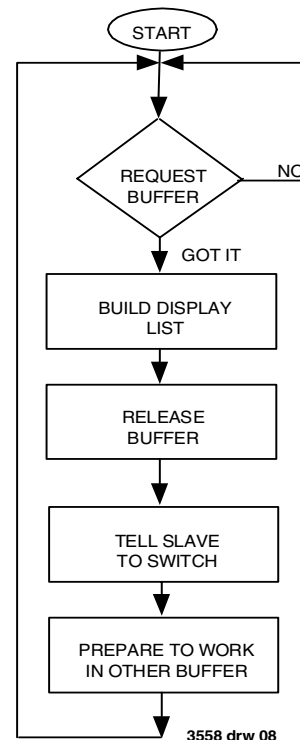 START
REQUEST
BUFFER
NO
GOT IT
BUILD DISPLAY
LIST
RELEASE
BUFFER
TELL SLAVE
TO SWITCH
PREPARE TO WORK
IN OTHER BUFFER
3558 drw 08